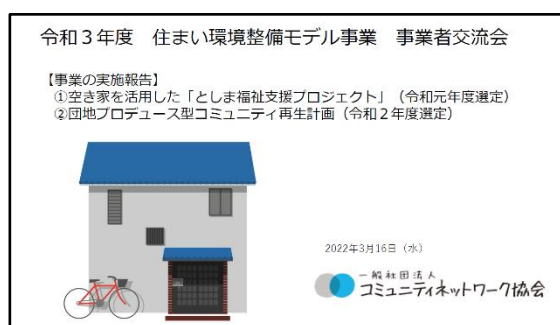 令和３年度　住まい環境整備モデル事業　事業者交流会
【事業の実施報告】
①空き家を活用した「としま福祉支援プロジェクト」（令和元年度選定）
②団地プロデュース型コミュニティ再生計画（令和２年度選定）
2022年3月16日（水）
一般社団法人
コミュニティネットワーク協会